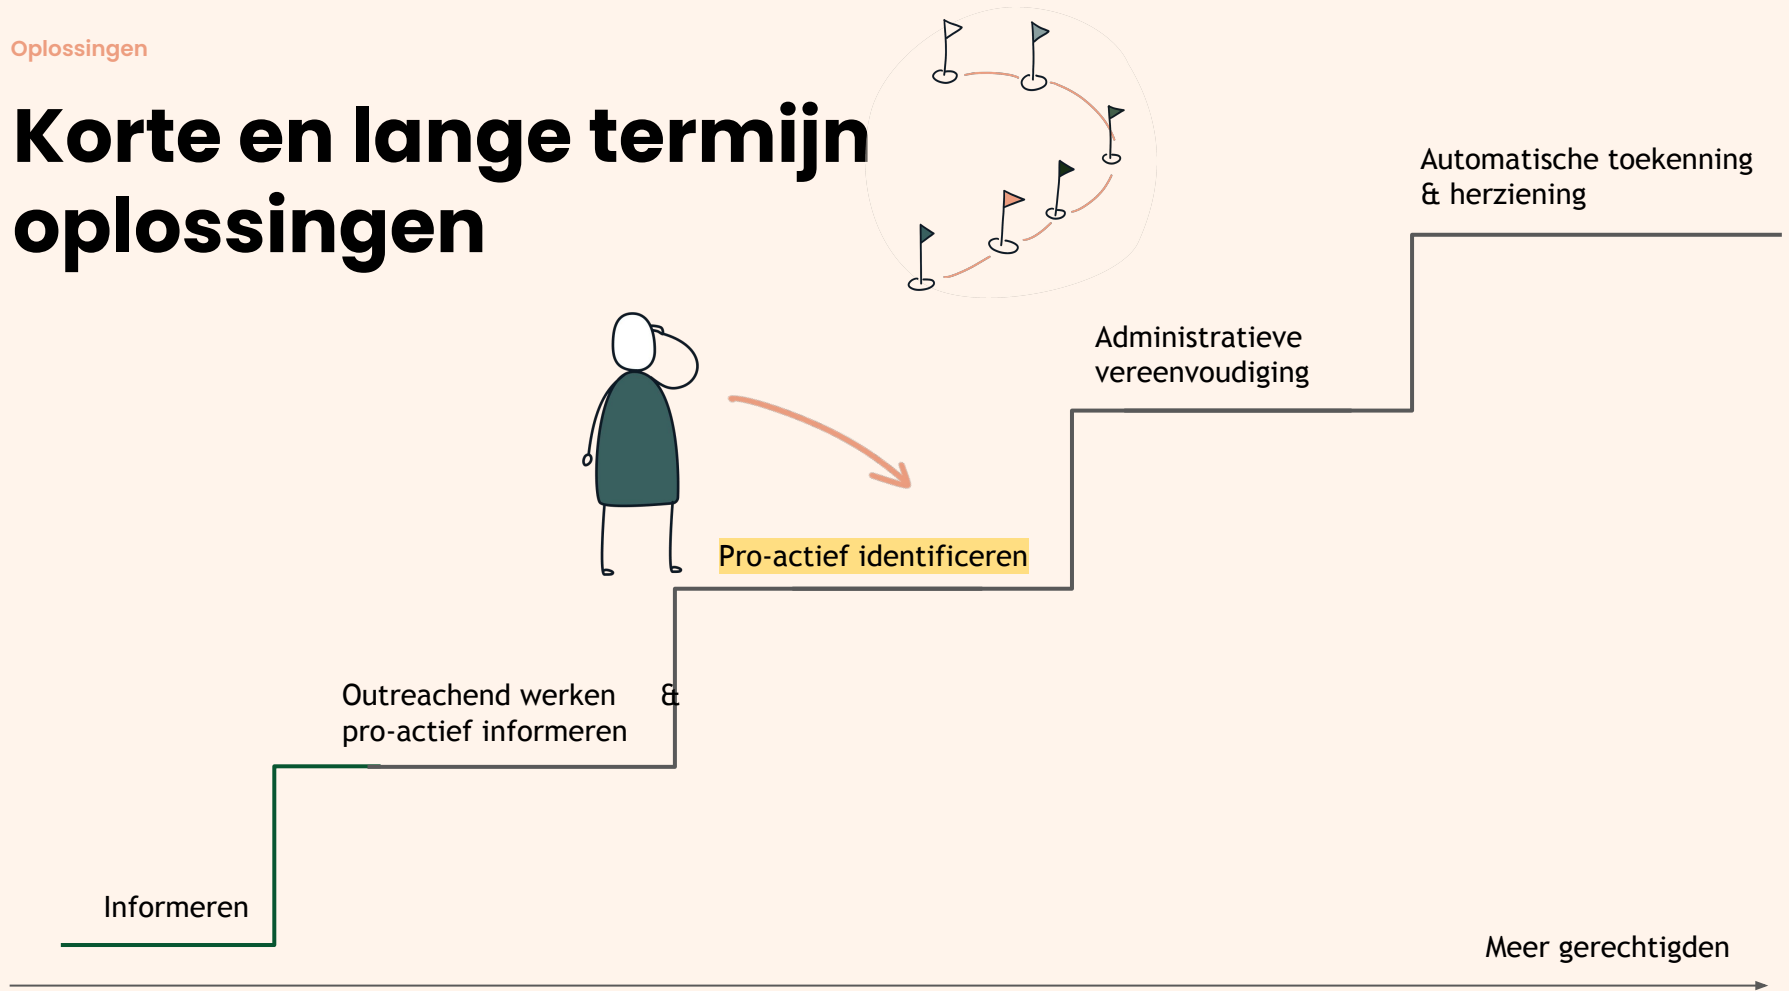 Oplossingen
Korte en lange termijn
oplossingen
Automatische toekenning
& herziening
Administratieve
vereenvoudiging
Pro-actief identificeren
Outreachend werken &
pro-actief informeren
Informeren
Meer gerechtigden